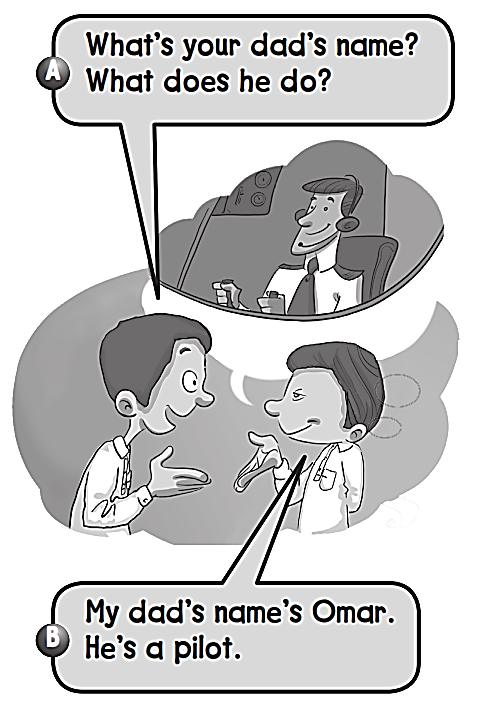 A
What's your dad's name?
What does he do?
B
My dad's name's Omar.
He's a pilot.